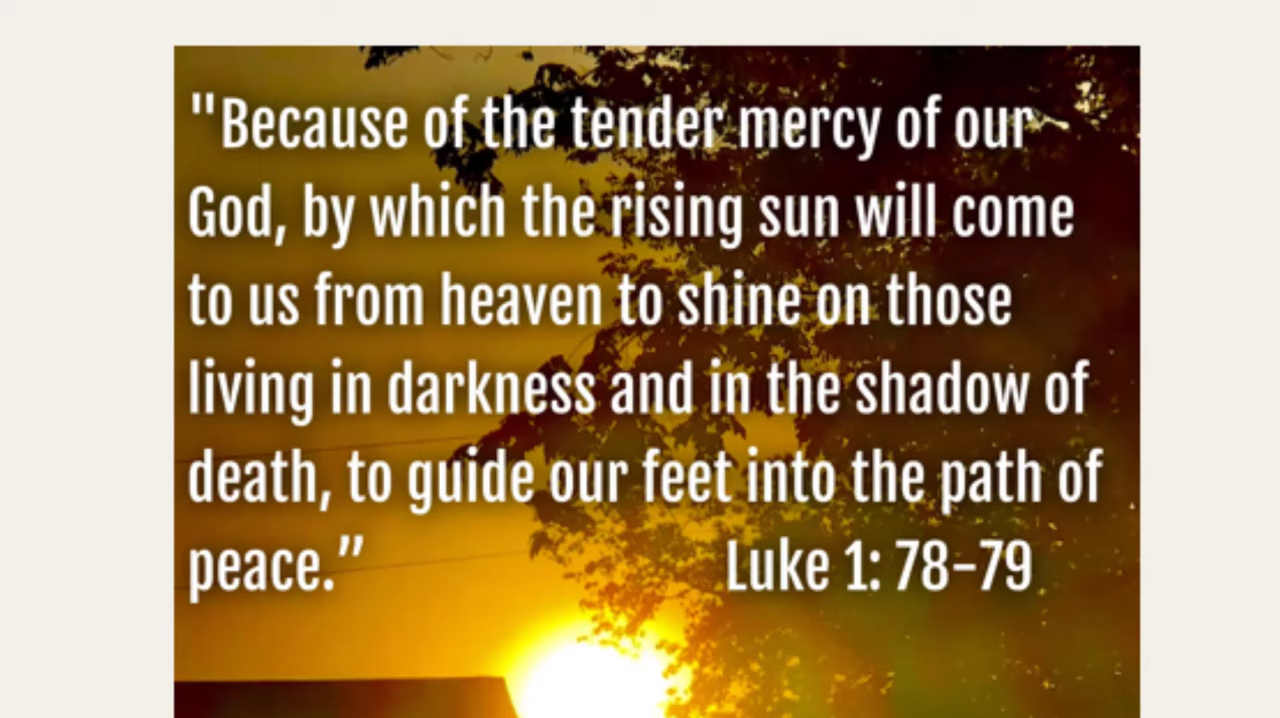 "Because of the tender mercy of our
God, by which the rising sun will come
to us from heaven to shine on those
living in darkness and in the shadow of
death, to guide our feet into the path of
peace.” Luke 1: 78-79